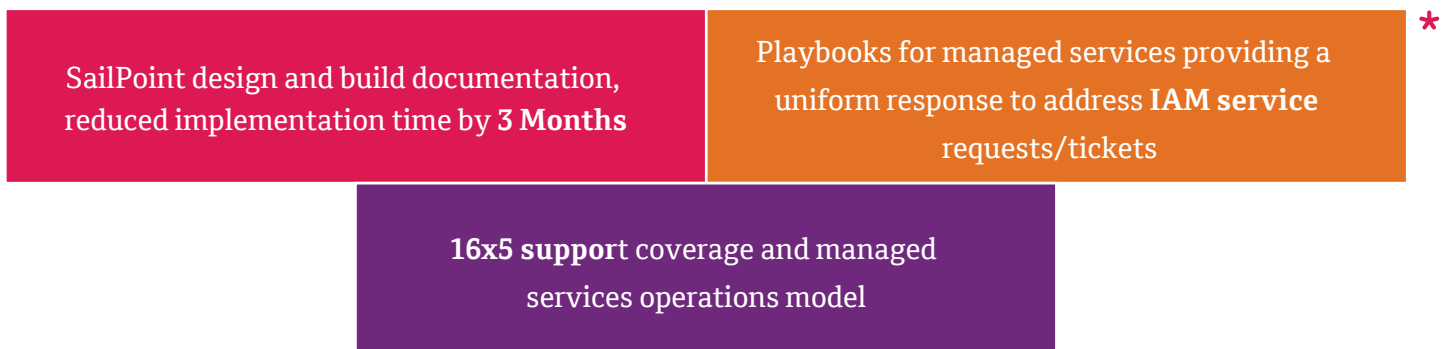 SailPoint design and build documentation,
reduced implementation time by 3 Months
Playbooks for managed services providing a
uniform response to address IAM service
requests/tickets
*
16x5 support coverage and managed
services operations model